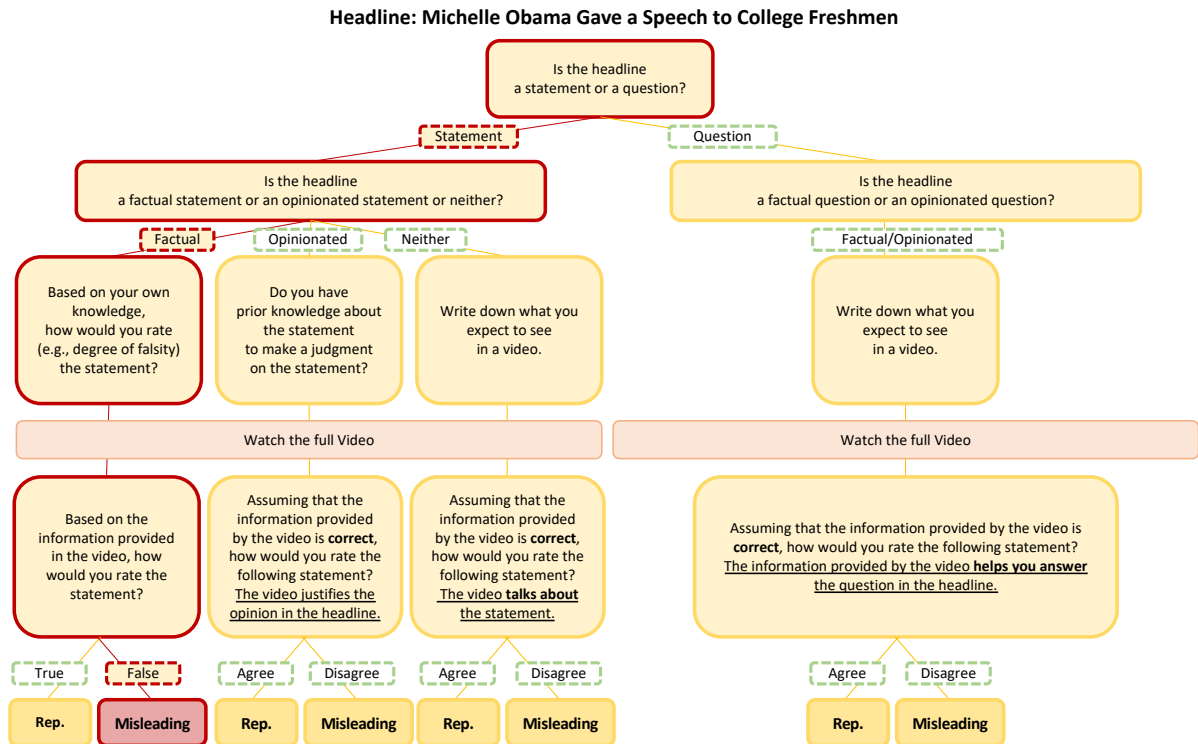 Headline: Michelle Obama Gave a Speech to College Freshmen
Is the headline
a statement or a question?
Statement
Question
Is the headline
a factual statement or an opinionated statement or neither?
Is the headline
a factual question or an opinionated question?
Factual
Opinionated
Neither
Factual/Opinionated
Based on your own
knowledge,
how would you rate
(e.g., degree of falsity)
the statement?
Do you have
prior knowledge about
the statement
to make a judgment
on the statement?
Write down what you
expect to see
in a video.
Write down what you
expect to see
in a video.
Watch the full Video
Watch the full Video
Based on the
information provided
in the video, how
would you rate the
statement?
Assuming that the
information provided
by the video is correct,
how would you rate the
following statement?
The video justifies the
opinion in the headline.
Assuming that the
information provided
by the video is correct,
how would you rate the
following statement?
The video talks about
the statement.
Assuming that the information provided by the video is
correct, how would you rate the following statement?
The information provided by the video helps you answer
the question in the headline.
True
False
Agree
Disagree
Agree
Disagree
Agree
Disagree
Rep.
Misleading
Rep.
Misleading
Rep.
Misleading
Rep.
Misleading